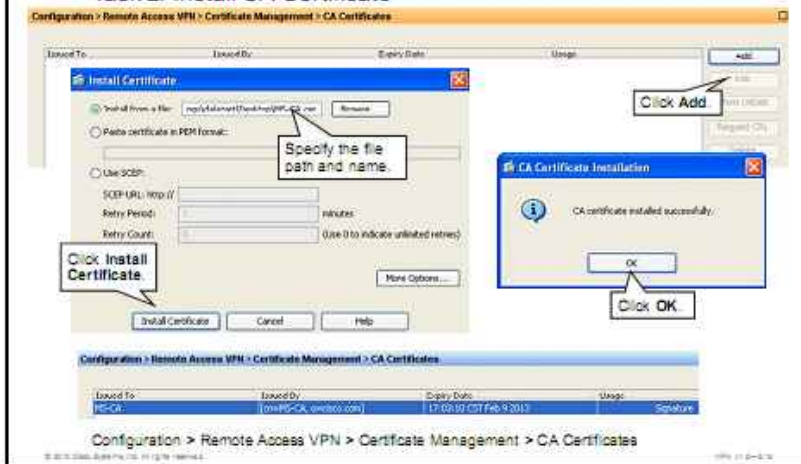 Configuration > Remote Access VPN > Certificate Management > CA Certificates
Issued To Issued By Expiry Date Usage
Add
Click Add.
Install Certificate
Install from a file: Browse...
Specify the file
path and name.
Paste certificate in PEM format:
Use SCEP:
SCEP URL: http://
Retry Period: 1 minutes
Retry Count: 0 (Use 0 to indicate unlimited retries)
More Options...
Click Install
Certificate.
Install Certificate Cancel Help
CA Certificate Installation
CA certificate installed successfully.
OK
Click OK.
Configuration > Remote Access VPN > Certificate Management > CA Certificates
Issued To Issued By Expiry Date Usage
MS-CA Signature
Configuration > Remote Access VPN > Certificate Management > CA Certificates